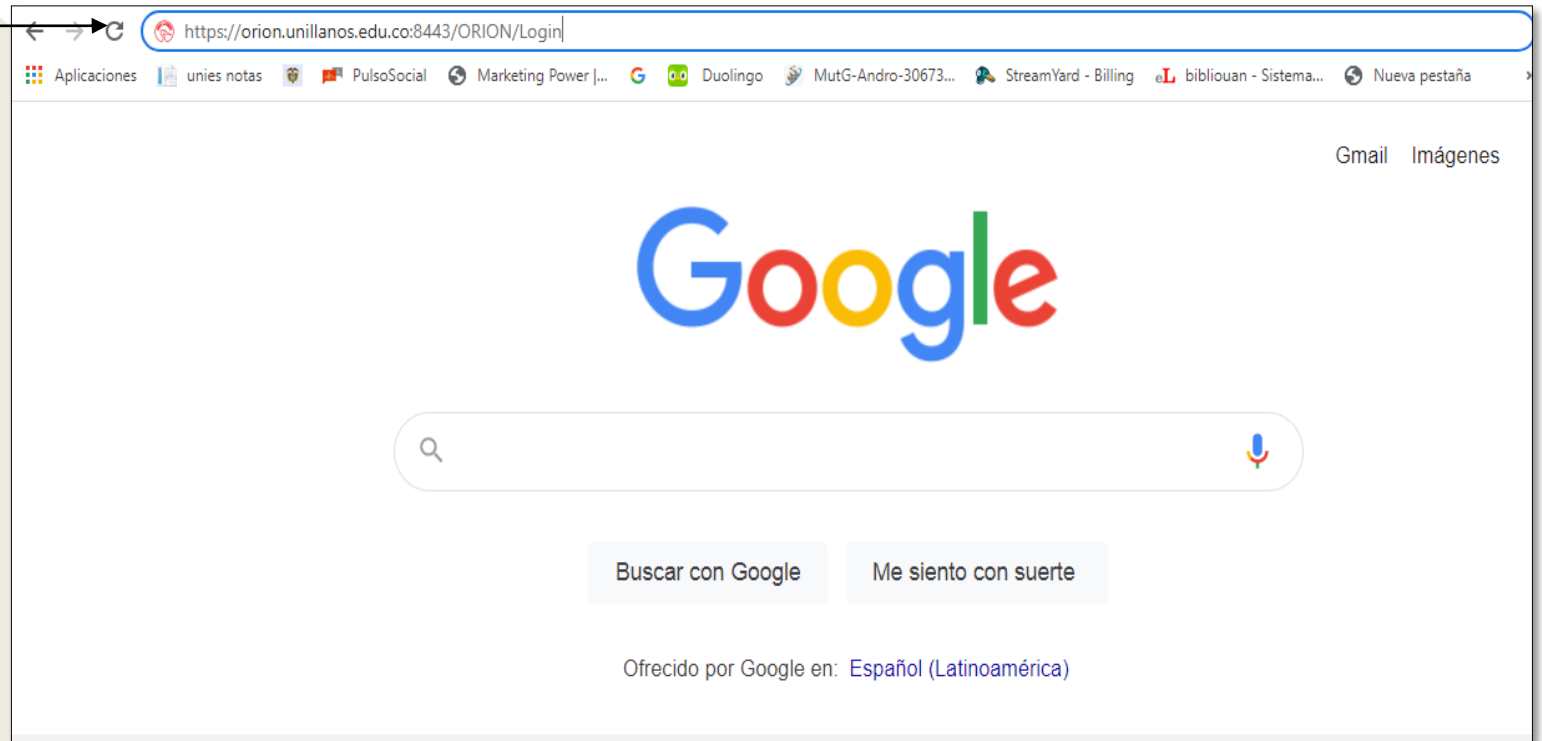 https://orion.unillanos.edu.co:8443/ORION/Login
Aplicaciones unies notas PulsoSocial Marketing Power |... G Duolingo MutG-Andro-30673... StreamYard - Billing eL bibliouan - Sistema... Nueva pestaña »
Gmail Imágenes
Google
Buscar con Google Me siento con suerte
Ofrecido por Google en: Español (Latinoamérica)